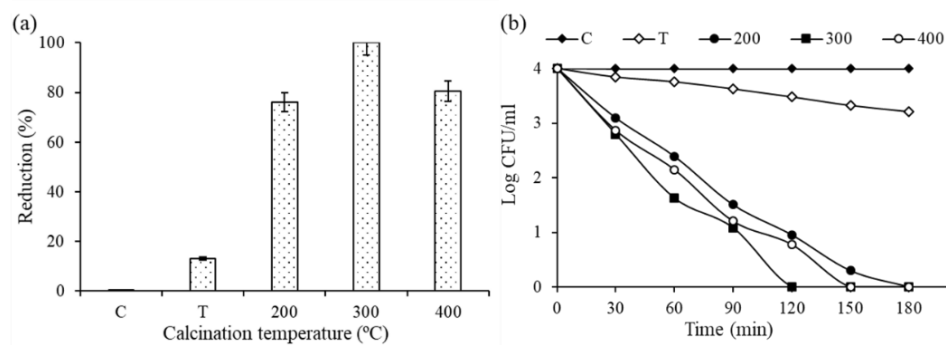 (a)
Reduction (%)
100
80
60
40
20
0
C T 200 300 400
Calcination temperature (ºC)
(b)
C T 200 300 400
Log CFU/ml
4
3
2
1
0
0 30 60 90 120 150 180
Time (min)